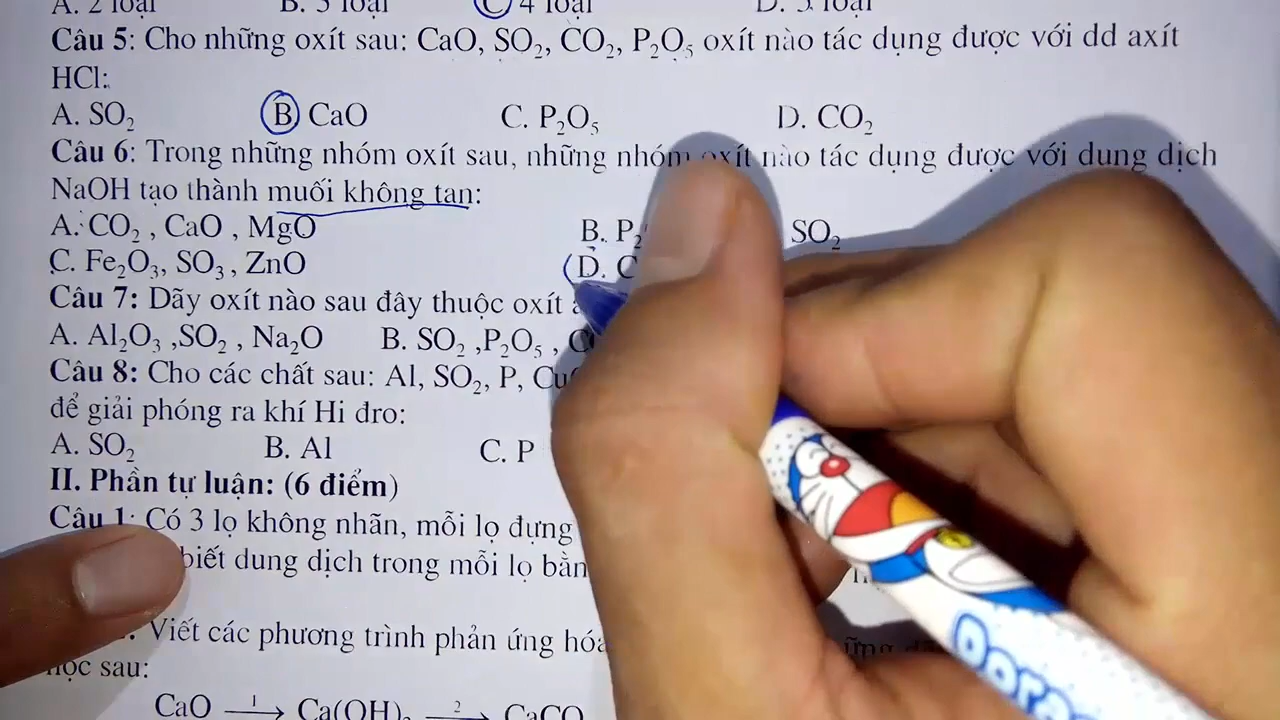 A. 2 loại B. 3 loại C 4 loại D. 5 loại
Câu 5: Cho những oxít sau: CaO, SO₂, CO₂, P₂O₅ oxít nào tác dụng được với dd axít
HCl:
A. SO₂ B. CaO C. P₂O₅ D. CO₂
Câu 6: Trong những nhóm oxít sau, những nhóm oxít nào tác dụng được với dung dịch
NaOH tạo thành muối không tan:
A. CO₂ , CaO , MgO B. SO₂
C. Fe₂O₃, SO₃ , ZnO D. C
Câu 7: Dãy oxít nào sau đây thuộc oxít
A. Al₂O₃ ,SO₂ , Na₂O B. SO₂ ,P₂O₅ ,
Câu 8: Cho các chất sau: Al, SO₂, P,
để giải phóng ra khí Hi đro:
A. SO₂ B. Al C. P
II. Phần tự luận: (6 điểm)
Câu 1: Có 3 lọ không nhãn, mỗi lọ đựng
biết dung dịch trong mỗi lọ
Viết các phương trình phản ứng
học sau:
CaO 1 Ca(OH)₂ 2 CaCO